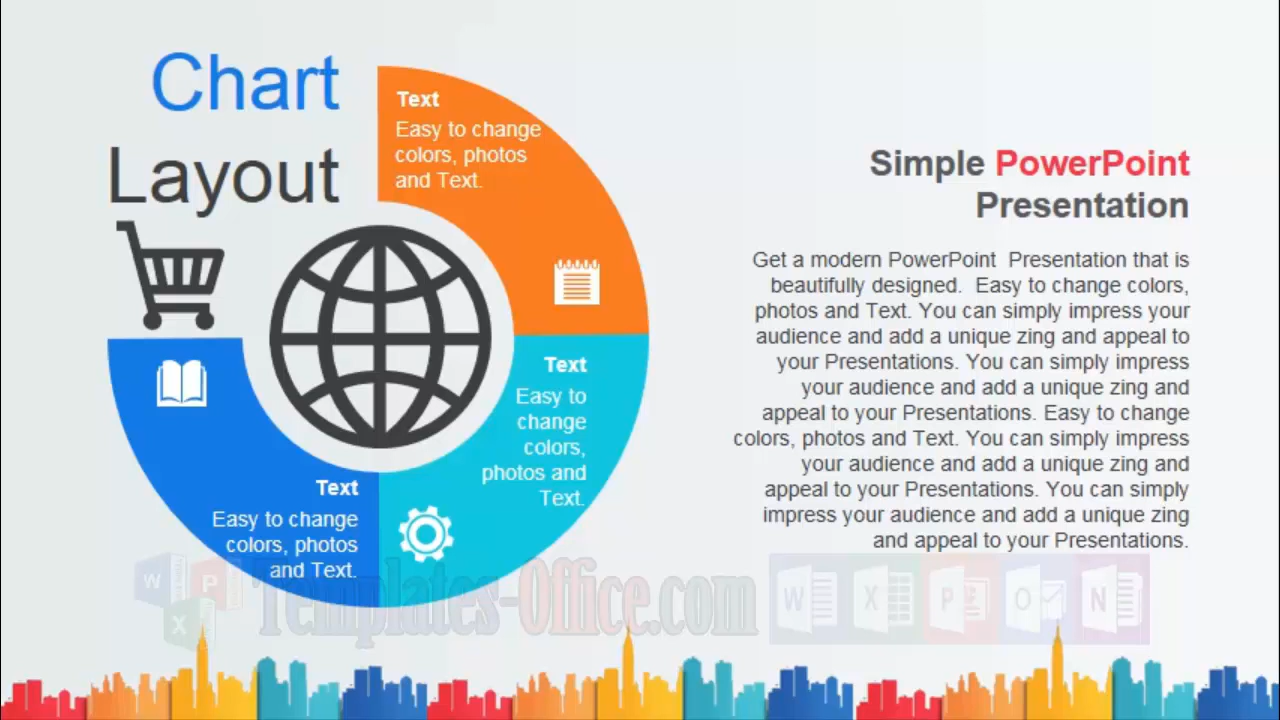 Chart
Layout
Text
Easy to change
colors, photos
and Text.
Text
Easy to
change
colors,
photos and
Text.
Text
Easy to change
colors, photos
and Text.
Simple PowerPoint
Presentation
Get a modern PowerPoint Presentation that is
beautifully designed. Easy to change colors,
photos and Text. You can simply impress your
audience and add a unique zing and appeal to
your Presentations. You can simply impress
your audience and add a unique zing and
appeal to your Presentations. Easy to change
colors, photos and Text. You can simply impress
your audience and add a unique zing and
appeal to your Presentations. You can simply
impress your audience and add a unique zing
and appeal to your Presentations.
W P X
Templates-Office.com
W X P O N